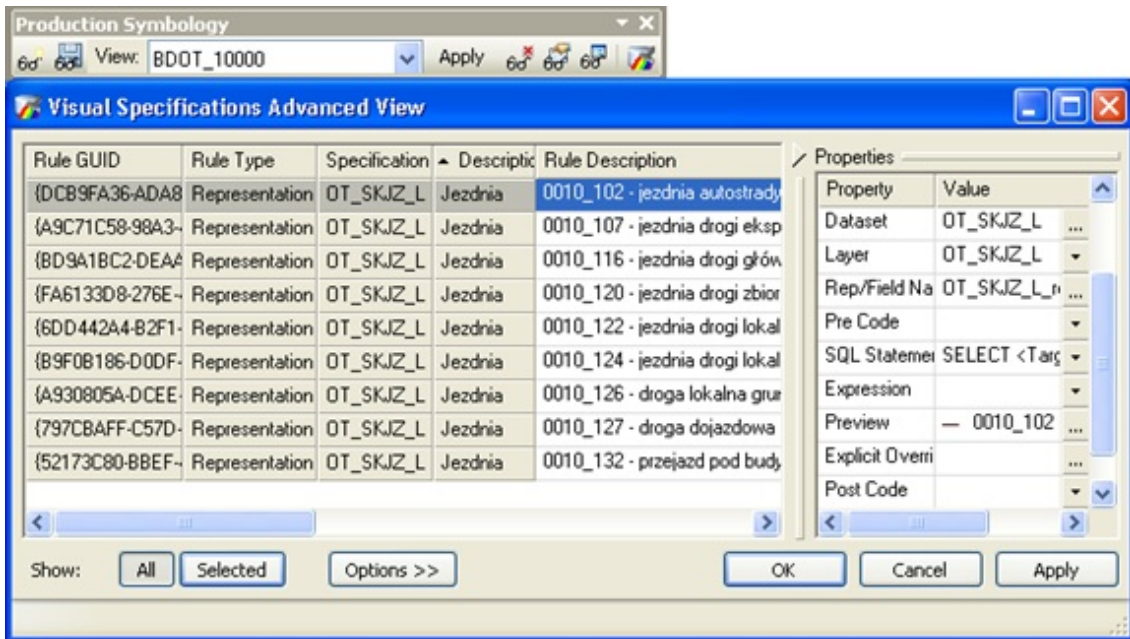 Production Symbology
View: BDOT_10000 Apply
Visual Specifications Advanced View
Rule GUID Rule Type Specification Descriptic Rule Description
{DCB9FA36-ADA8 Representation OT_SKJZ_L Jezdnia 0010_102 - jezdnia autostrady
{A9C71C58-98A3- Representation OT_SKJZ_L Jezdnia 0010_107 - jezdnia drogi eksp
{BD9A1BC2-DEAA Representation OT_SKJZ_L Jezdnia 0010_116 - jezdnia drogi głów
{FA6133D8-276E- Representation OT_SKJZ_L Jezdnia 0010_120 - jezdnia drogi zbior
{6DD442A4-B2F1- Representation OT_SKJZ_L Jezdnia 0010_122 - jezdnia drogi lokal
{B9F0B186-D0DF- Representation OT_SKJZ_L Jezdnia 0010_124 - jezdnia drogi lokal
{A930805A-DCEE- Representation OT_SKJZ_L Jezdnia 0010_126 - droga lokalna grun
{797CBAFF-C57D- Representation OT_SKJZ_L Jezdnia 0010_127 - droga dojazdowa
{52173C80-BBEF- Representation OT_SKJZ_L Jezdnia 0010_132 - przejazd pod budy
Properties
Property Value
Dataset OT_SKJZ_L ...
Layer OT_SKJZ_L
Rep/Field Na OT_SKJZ_L_r ...
Pre Code
SQL Statemer SELECT <Targ
Expression
Preview 0010_102 ...
Explicit Overri ...
Post Code
Show: All Selected Options >> OK Cancel Apply